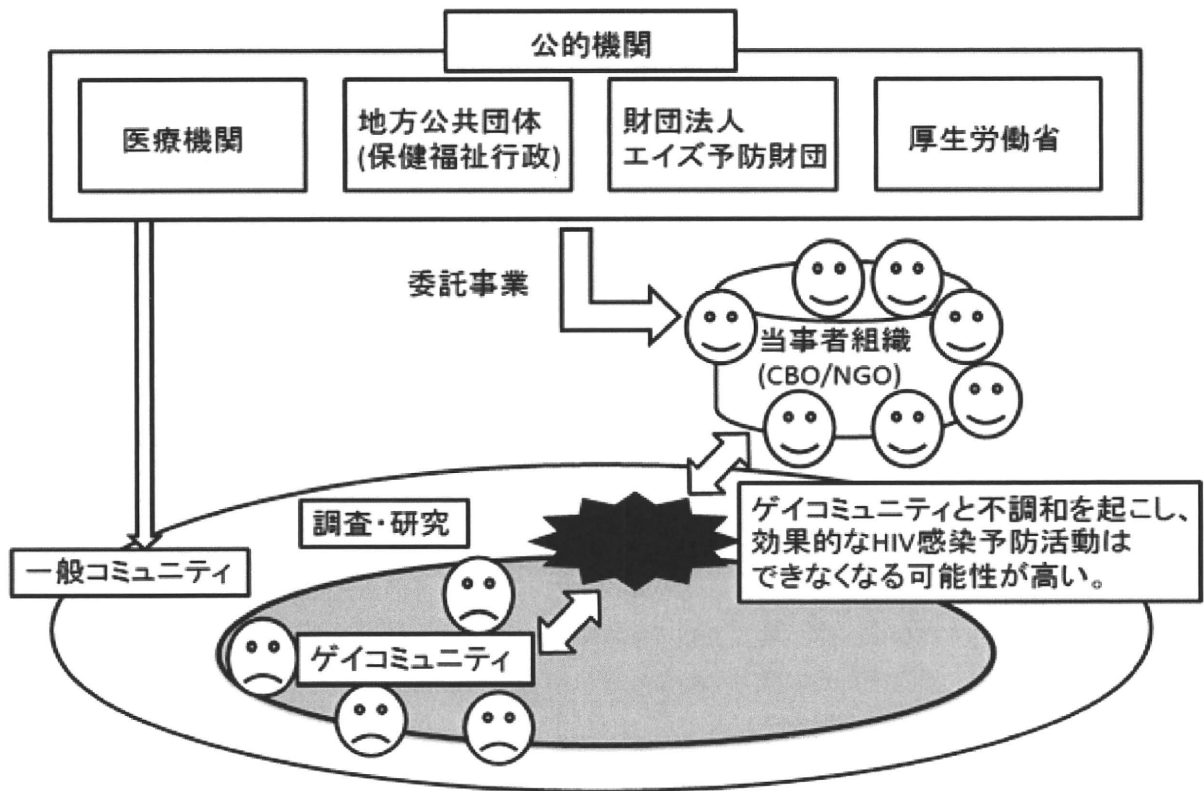 公的機関
医療機関
地方公共団体
(保健福祉行政)
財団法人
エイズ予防財団
厚生労働省
委託事業
当事者組織
(CBO/NGO)
調査・研究
ゲイコミュニティと不調和を起こし、
効果的なHIV感染予防活動は
できなくなる可能性が高い。
一般コミュニティ
ゲイコミュニティ